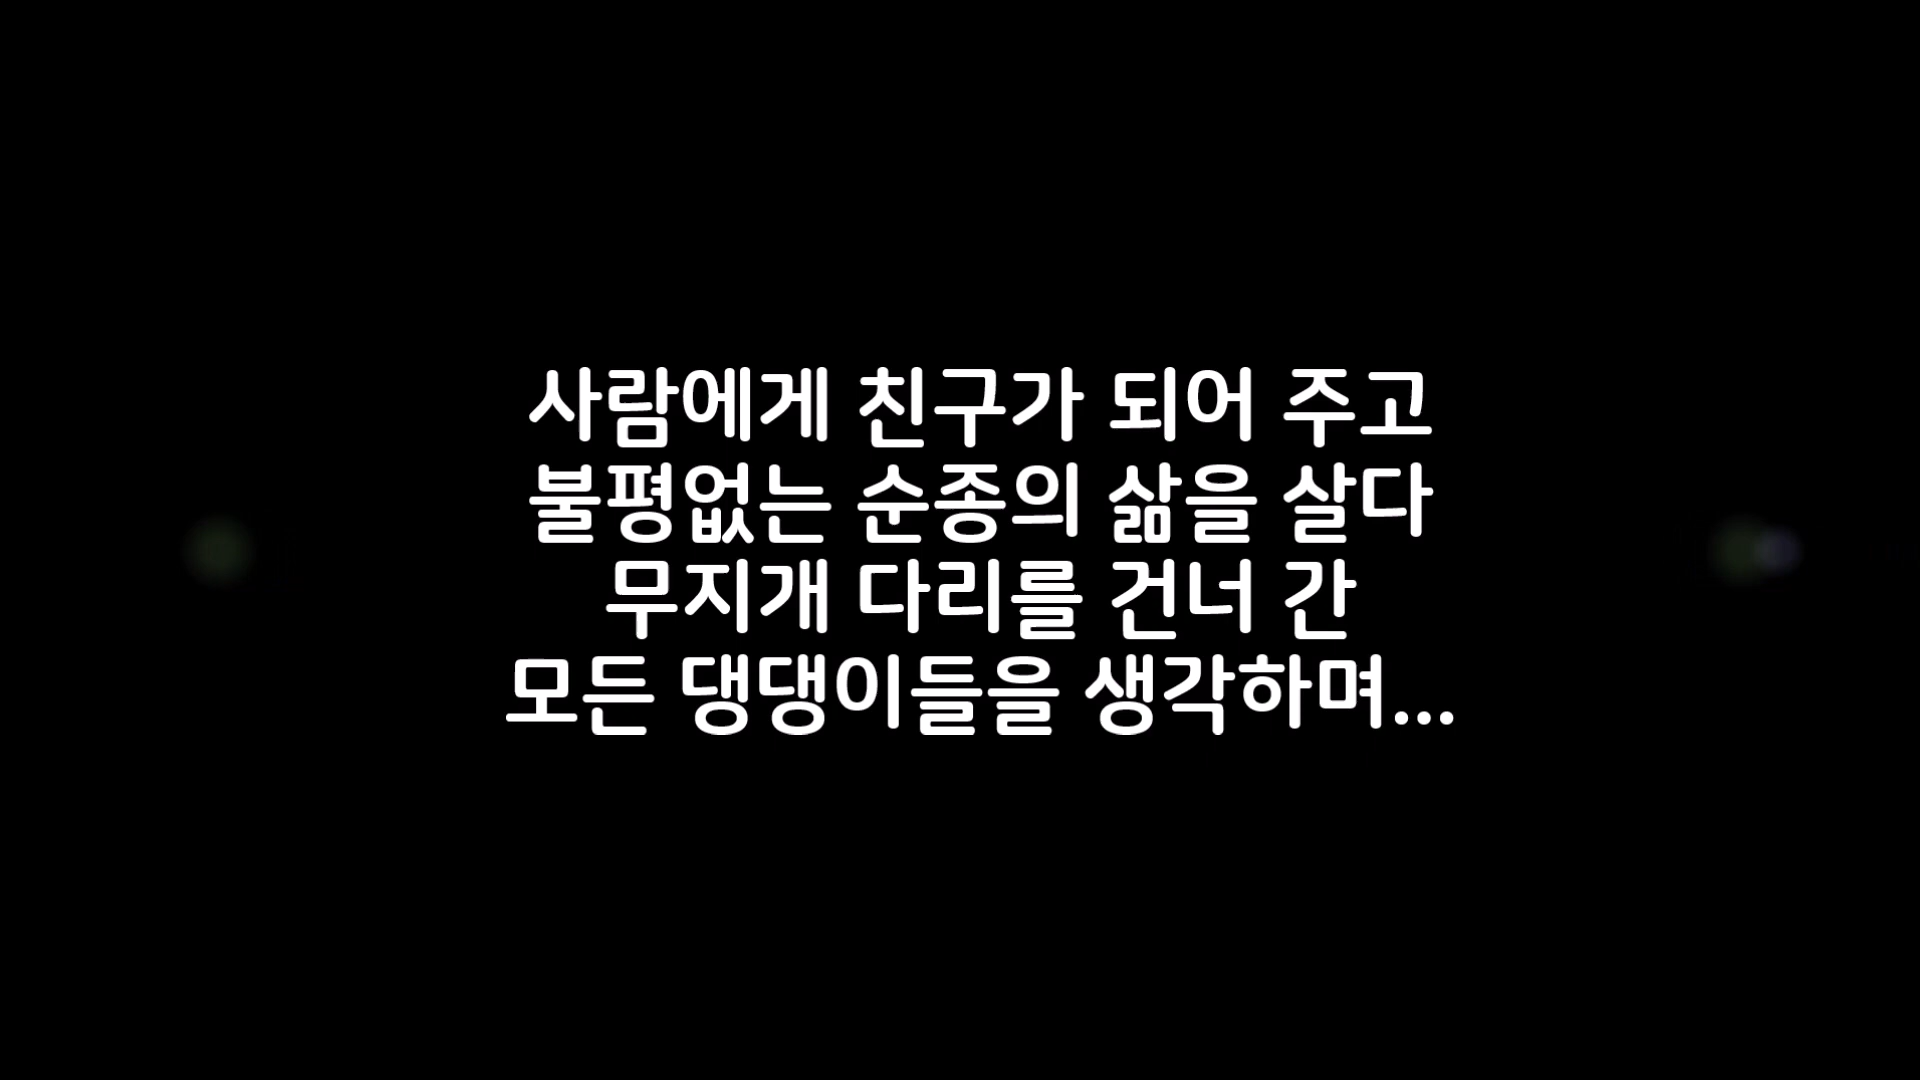 사람에게 친구가 되어 주고
불평없는 순종의 삶을 살다
무지개 다리를 건너 간
모든 댕댕이들을 생각하며...